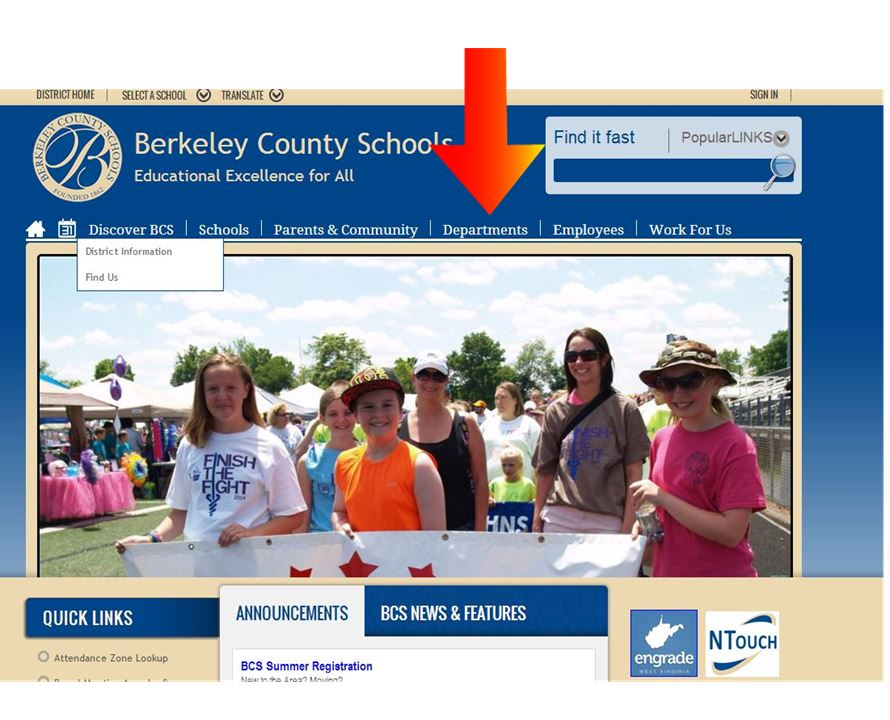 DISTRICT HOME SELECT A SCHOOL TRANSLATE SIGN IN
BERKELEY COUNTY SCHOOLS
B
FOUNDED 1862
Berkeley County Schools
Educational Excellence for All
Find it fast PopularLINKS
31 Discover BCS Schools Parents & Community Departments Employees Work For Us
District Information
Find Us
FINISH
THE
FIGHT
2014
FINISH
THE
HNS
QUICK LINKS
ANNOUNCEMENTS BCS NEWS & FEATURES
Attendance Zone Lookup
BCS Summer Registration
New to the Area? Moving?
engrade
WEST VIRGINIA
NTOUCH